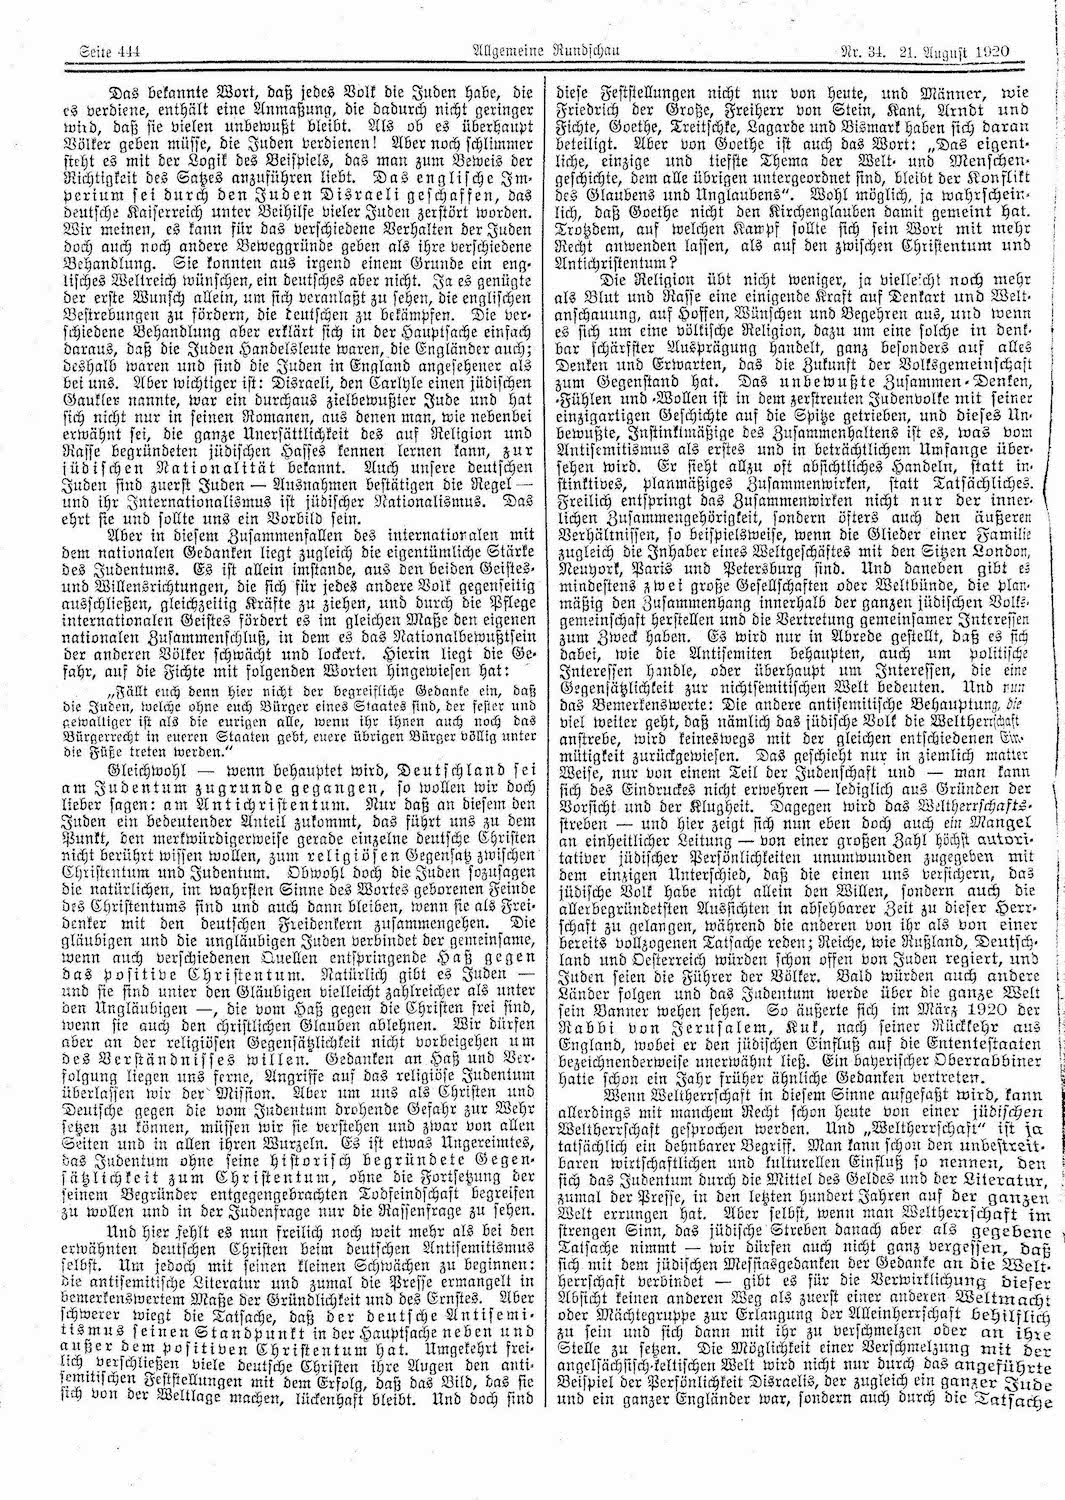 Seite 444
Allgemeine Rundschau
Nr. 34. 21. August 1920
Das bekannte Wort, daß jedes Volk die Juden habe, die
es verdiene, enthält eine Anmaßung, die dadurch nicht geringer
wird, daß sie vielen unbewußt bleibt. Als ob es überhaupt
Völker geben müsse, die Juden verdienen! Aber noch schlimmer
steht es mit der Logik des Beispiels, das man zum Beweis der
Richtigkeit des Satzes anzuführen liebt. Das englische Im-
perium sei durch den Juden Disraeli geschaffen, das
deutsche Kaiserreich unter Beihilfe vieler Juden zerstört worden.
Wir meinen, es kann für das verschiedene Verhalten der Juden
doch auch noch andere Beweggründe geben als ihre verschiedene
Behandlung. Sie konnten aus irgend einem Grunde ein eng-
lisches Weltreich wünschen, ein deutsches aber nicht. Ja es genügte
der erste Wunsch allein, um sich veranlaßt zu sehen, die englischen
Bestrebungen zu fördern, die deutschen zu bekämpfen. Die ver-
schiedene Behandlung aber erklärt sich in der Hauptsache einfach
daraus, daß die Juden Handelsleute waren, die Engländer auch;
deshalb waren und sind die Juden in England angesehener als
bei uns. Aber wichtiger ist: Disraeli, den Carlyle einen jüdischen
Gaukler nannte, war ein durchaus zielbewußter Jude und hat
sich nicht nur in seinen Romanen, aus denen man, wie nebenbei
erwähnt sei, die ganze Unersättlichkeit des auf Religion und
Rasse begründeten jüdischen Hasses kennen lernen kann, zur
jüdischen Nationalität bekannt. Auch unsere deutschen
Juden sind zuerst Juden — Ausnahmen bestätigen die Regel —
und ihr Internationalismus ist jüdischer Nationalismus. Das
ehrt sie und sollte uns ein Vorbild sein.
Aber in diesem Zusammenfallen des internationalen mit
dem nationalen Gedanken liegt zugleich die eigentümliche Stärke
des Judentums. Es ist allein imstande, aus den beiden Geistes-
und Willensrichtungen, die sich für jedes andere Volk gegenseitig
ausschließen, gleichzeitig Kräfte zu ziehen, und durch die Pflege
internationalen Geistes fördert es im gleichen Maße den eigenen
nationalen Zusammenschluß, in dem es das Nationalbewußtsein
der anderen Völker schwächt und lockert. Hierin liegt die Ge-
fahr, auf die Fichte mit folgenden Worten hingewiesen hat:
„Fällt euch denn hier nicht der begreifliche Gedanke ein, daß
die Juden, welche ohne euch Bürger eines Staates sind, der fester und
gewaltiger ist als die eurigen alle, wenn ihr ihnen auch noch das
Bürgerrecht in eueren Staaten gebt, euere übrigen Bürger völlig unter
die Füße treten werden.“
Gleichwohl — wenn behauptet wird, Deutschland sei
am Judentum zugrunde gegangen, so wollen wir doch
lieber sagen: am Antichristentum. Nur daß an diesem den
Juden ein bedeutender Anteil zukommt, das führt uns zu dem
Punkt, den merkwürdigerweise gerade einzelne deutsche Christen
nicht berührt wissen wollen, zum religiösen Gegensatz zwischen
Christentum und Judentum. Obwohl doch die Juden sozusagen
die natürlichen, im wahrsten Sinne des Wortes geborenen Feinde
des Christentums sind und auch dann bleiben, wenn sie als Frei-
denker mit den deutschen Freidenkern zusammengehen. Die
gläubigen und die ungläubigen Juden verbindet der gemeinsame,
wenn auch verschiedenen Quellen entspringende Haß gegen
das positive Christentum. Natürlich gibt es Juden —
und sie sind unter den Gläubigen vielleicht zahlreicher als unter
den Ungläubigen —, die vom Haß gegen die Christen frei sind,
wenn sie auch den christlichen Glauben ablehnen. Wir dürfen
aber an der religiösen Gegensätzlichkeit nicht vorbeigehen um
des Verständnisses willen. Gedanken an Haß und Ver-
folgung liegen uns ferne, Angriffe auf das religiöse Judentum
überlassen wir der Mission. Aber um uns als Christen und
Deutsche gegen die vom Judentum drohende Gefahr zur Wehr
setzen zu können, müssen wir sie verstehen und zwar von allen
Seiten und in allen ihren Wurzeln. Es ist etwas Ungereimtes,
das Judentum ohne seine historisch begründete Gegen-
sätzlichkeit zum Christentum, ohne die Fortsetzung der
seinem Begründer entgegengebrachten Todfeindschaft begreifen
zu wollen und in der Judenfrage nur die Rassenfrage zu sehen.
Und hier fehlt es nun freilich noch weit mehr als bei den
erwähnten deutschen Christen beim deutschen Antisemitismus
selbst. Um jedoch mit seinen kleinen Schwächen zu beginnen:
die antisemitische Literatur und zumal die Presse ermangelt in
bemerkenswertem Maße der Gründlichkeit und des Ernstes. Aber
schwerer wiegt die Tatsache, daß der deutsche Antisemi-
tismus seinen Standpunkt in der Hauptsache neben und
außer dem positiven Christentum hat. Umgekehrt frei-
lich verschließen viele deutsche Christen ihre Augen den anti-
semitischen Feststellungen mit dem Erfolg, daß das Bild, das sie
sich von der Weltlage machen, lückenhaft bleibt. Und doch sind
diese Feststellungen nicht nur von heute, und Männer, wie
Friedrich der Große, Freiherr von Stein, Kant, Arndt und
Fichte, Goethe, Treitschke, Lagarde und Bismark haben sich daran
beteiligt. Aber von Goethe ist auch das Wort: „Das eigent-
liche, einzige und tiefste Thema der Welt- und Menschen-
geschichte, dem alle übrigen untergeordnet sind, bleibt der Konflikt
des Glaubens und Unglaubens“. Wohl möglich, ja wahrschein-
lich, daß Goethe nicht den Kirchenglauben damit gemeint hat.
Trotzdem, auf welchen Kampf sollte sich sein Wort mit mehr
Recht anwenden lassen, als auf den zwischen Christentum und
Antichristentum?
Die Religion übt nicht weniger, ja vielleicht noch mehr
als Blut und Rasse eine einigende Kraft auf Denkart und Welt-
anschauung, auf Hoffen, Wünschen und Begehren aus, und wenn
es sich um eine völkische Religion, dazu um eine solche in denk-
bar schärfster Ausprägung handelt, ganz besonders auf alles
Denken und Erwarten, das die Zukunft der Volksgemeinschaft
zum Gegenstand hat. Das unbewußte Zusammen-Denken,
-Fühlen und -Wollen ist in dem zerstreuten Judenvolke mit seiner
einzigartigen Geschichte auf die Spitze getrieben, und dieses Un-
bewußte, Instinktmäßige des Zusammenhaltens ist es, was vom
Antisemitismus als erstes und in beträchtlichem Umfange über-
sehen wird. Er sieht allzu oft absichtliches Handeln, statt in-
stinktives, planmäßiges Zusammenwirken, statt Tatsächliches.
Freilich entspringt das Zusammenwirken nicht nur der inner-
lichen Zusammengehörigkeit, sondern öfters auch den äußeren
Verhältnissen, so beispielsweise, wenn die Glieder einer Familie
zugleich die Inhaber eines Weltgeschäftes mit den Sitzen London,
Neuyork, Paris und Petersburg sind. Und daneben gibt es
mindestens zwei große Gesellschaften oder Weltbünde, die plan-
mäßig den Zusammenhang innerhalb der ganzen jüdischen Volks-
gemeinschaft herstellen und die Vertretung gemeinsamer Interessen
zum Zweck haben. Es wird nur in Abrede gestellt, daß es sich
dabei, wie die Antisemiten behaupten, auch um politische
Interessen handle, oder überhaupt um Interessen, die eine
Gegensätzlichkeit zur nichtsemitischen Welt bedeuten. Und nun
das Bemerkenswerte: Die andere antisemitische Behauptung, die
viel weiter geht, daß nämlich das jüdische Volk die Weltherrschaft
anstrebe, wird keineswegs mit der gleichen entschiedenen Ein-
mütigkeit zurückgewiesen. Das geschieht nur in ziemlich matter
Weise, nur von einem Teil der Judenschaft und — man kann
sich des Eindruckes nicht erwehren — lediglich aus Gründen der
Vorsicht und der Klugheit. Dagegen wird das Weltherrschafts-
streben — und hier zeigt sich nun eben doch auch ein Mangel
an einheitlicher Leitung — von einer großen Zahl höchst autori-
tativer jüdischer Persönlichkeiten unumwunden zugegeben mit
dem einzigen Unterschied, daß die einen uns versichern, das
jüdische Volk habe nicht allein den Willen, sondern auch die
allerbegründetsten Aussichten in absehbarer Zeit zu dieser Herr-
schaft zu gelangen, während die anderen von ihr als von einer
bereits vollzogenen Tatsache reden; Reiche, wie Rußland, Deutsch-
land und Oesterreich würden schon offen von Juden regiert, und
Juden seien die Führer der Völker. Bald würden auch andere
Länder folgen und das Judentum werde über die ganze Welt
sein Banner wehen sehen. So äußerte sich im März 1920 der
Rabbi von Jerusalem, Kuk, nach seiner Rückkehr aus
England, wobei er den jüdischen Einfluß auf die Ententestaaten
bezeichnenderweise unerwähnt ließ. Ein bayerischer Oberrabbiner
hatte schon ein Jahr früher ähnliche Gedanken vertreten.
Wenn Weltherrschaft in diesem Sinne aufgefaßt wird, kann
allerdings mit manchem Recht schon heute von einer jüdischen
Weltherrschaft gesprochen werden. Und „Weltherrschaft“ ist ja
tatsächlich ein dehnbarer Begriff. Man kann schon den unbestreit-
baren wirtschaftlichen und kulturellen Einfluß so nennen, den
sich das Judentum durch die Mittel des Geldes und der Literatur,
zumal der Presse, in den letzten hundert Jahren auf der ganzen
Welt errungen hat. Aber selbst, wenn man Weltherrschaft im
strengen Sinn, das jüdische Streben danach aber als gegebene
Tatsache nimmt — wir dürfen auch nicht ganz vergessen, daß
sich mit dem jüdischen Messiasgedanken der Gedanke an die Welt-
herrschaft verbindet — gibt es für die Verwirklichung dieser
Absicht keinen anderen Weg als zuerst einer anderen Weltmacht
oder Mächtegruppe zur Erlangung der Alleinherrschaft behilflich
zu sein und sich dann mit ihr zu verschmelzen oder an ihre
Stelle zu setzen. Die Möglichkeit einer Verschmelzung mit der
angelsächsisch-keltischen Welt wird nicht nur durch das angeführte
Beispiel der Persönlichkeit Disraelis, der zugleich ein ganzer Jude
und ein ganzer Engländer war, sondern auch durch die Tatsache